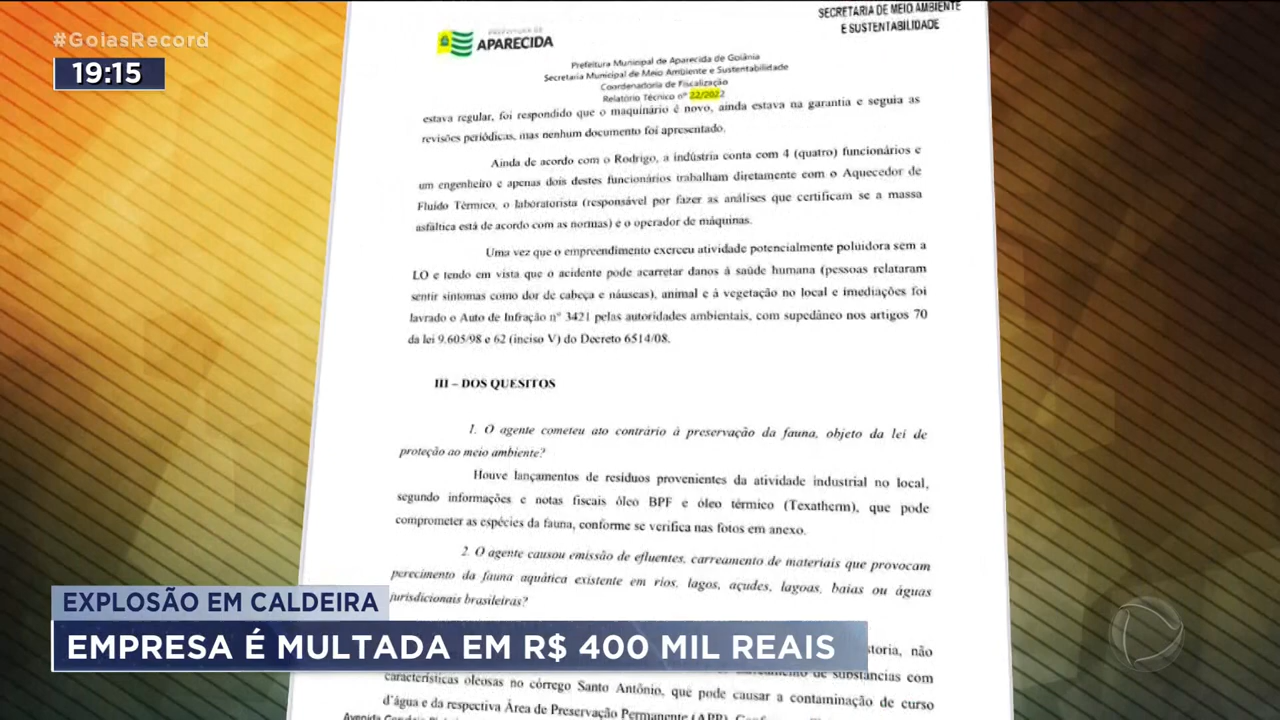 #GoiasRecord
19:15
SECRETARIA DE MEIO AMBIENTE
E SUSTENTABILIDADE
PREFEITURA DE
APARECIDA
Prefeitura Municipal de Aparecida de Goiânia
Secretaria Municipal de Meio Ambiente e Sustentabilidade
Coordenadoria de Fiscalização
Relatório Técnico nº 22/2022
estava regular, foi respondido que o maquinário é novo, ainda estava na garantia e seguia as
revisões periódicas, mas nenhum documento foi apresentado.
Ainda de acordo com o Rodrigo, a indústria conta com 4 (quatro) funcionários e
um engenheiro e apenas dois destes funcionários trabalham diretamente com o Aquecedor de
Fluído Térmico, o laboratorista (responsável por fazer as análises que certificam se a massa
asfáltica está de acordo com as normas) e o operador de máquinas.
Uma vez que o empreendimento exerceu atividade potencialmente poluidora sem a
LO e tendo em vista que o acidente pode acarretar danos à saúde humana (pessoas relataram
sentir sintomas como dor de cabeça e náuseas), animal e à vegetação no local e imediações foi
lavrado o Auto de Infração nº 3421 pelas autoridades ambientais, com supedâneo nos artigos 70
da lei 9.605/98 e 62 (inciso V) do Decreto 6514/08.
III – DOS QUESITOS
1. O agente cometeu ato contrário à preservação da fauna, objeto da lei de
proteção ao meio ambiente?
Houve lançamentos de resíduos provenientes da atividade industrial no local,
segundo informações e notas fiscais óleo BPF e óleo térmico (Texatherm), que pode
comprometer as espécies da fauna, conforme se verifica nas fotos em anexo.
2. O agente causou emissão de efluentes, carreamento de materiais que provocam
perecimento da fauna aquática existente em rios, lagos, açudes, lagoas, baías ou águas
jurisdicionais brasileiras?
EXPLOSÃO EM CALDEIRA
EMPRESA É MULTADA EM R$ 400 MIL REAIS
não
de substâncias com
características oleosas no córrego Santo Antônio, que pode causar a contaminação de curso
d'água e da respectiva Área de Preservação Permanente (APP).
Avenida